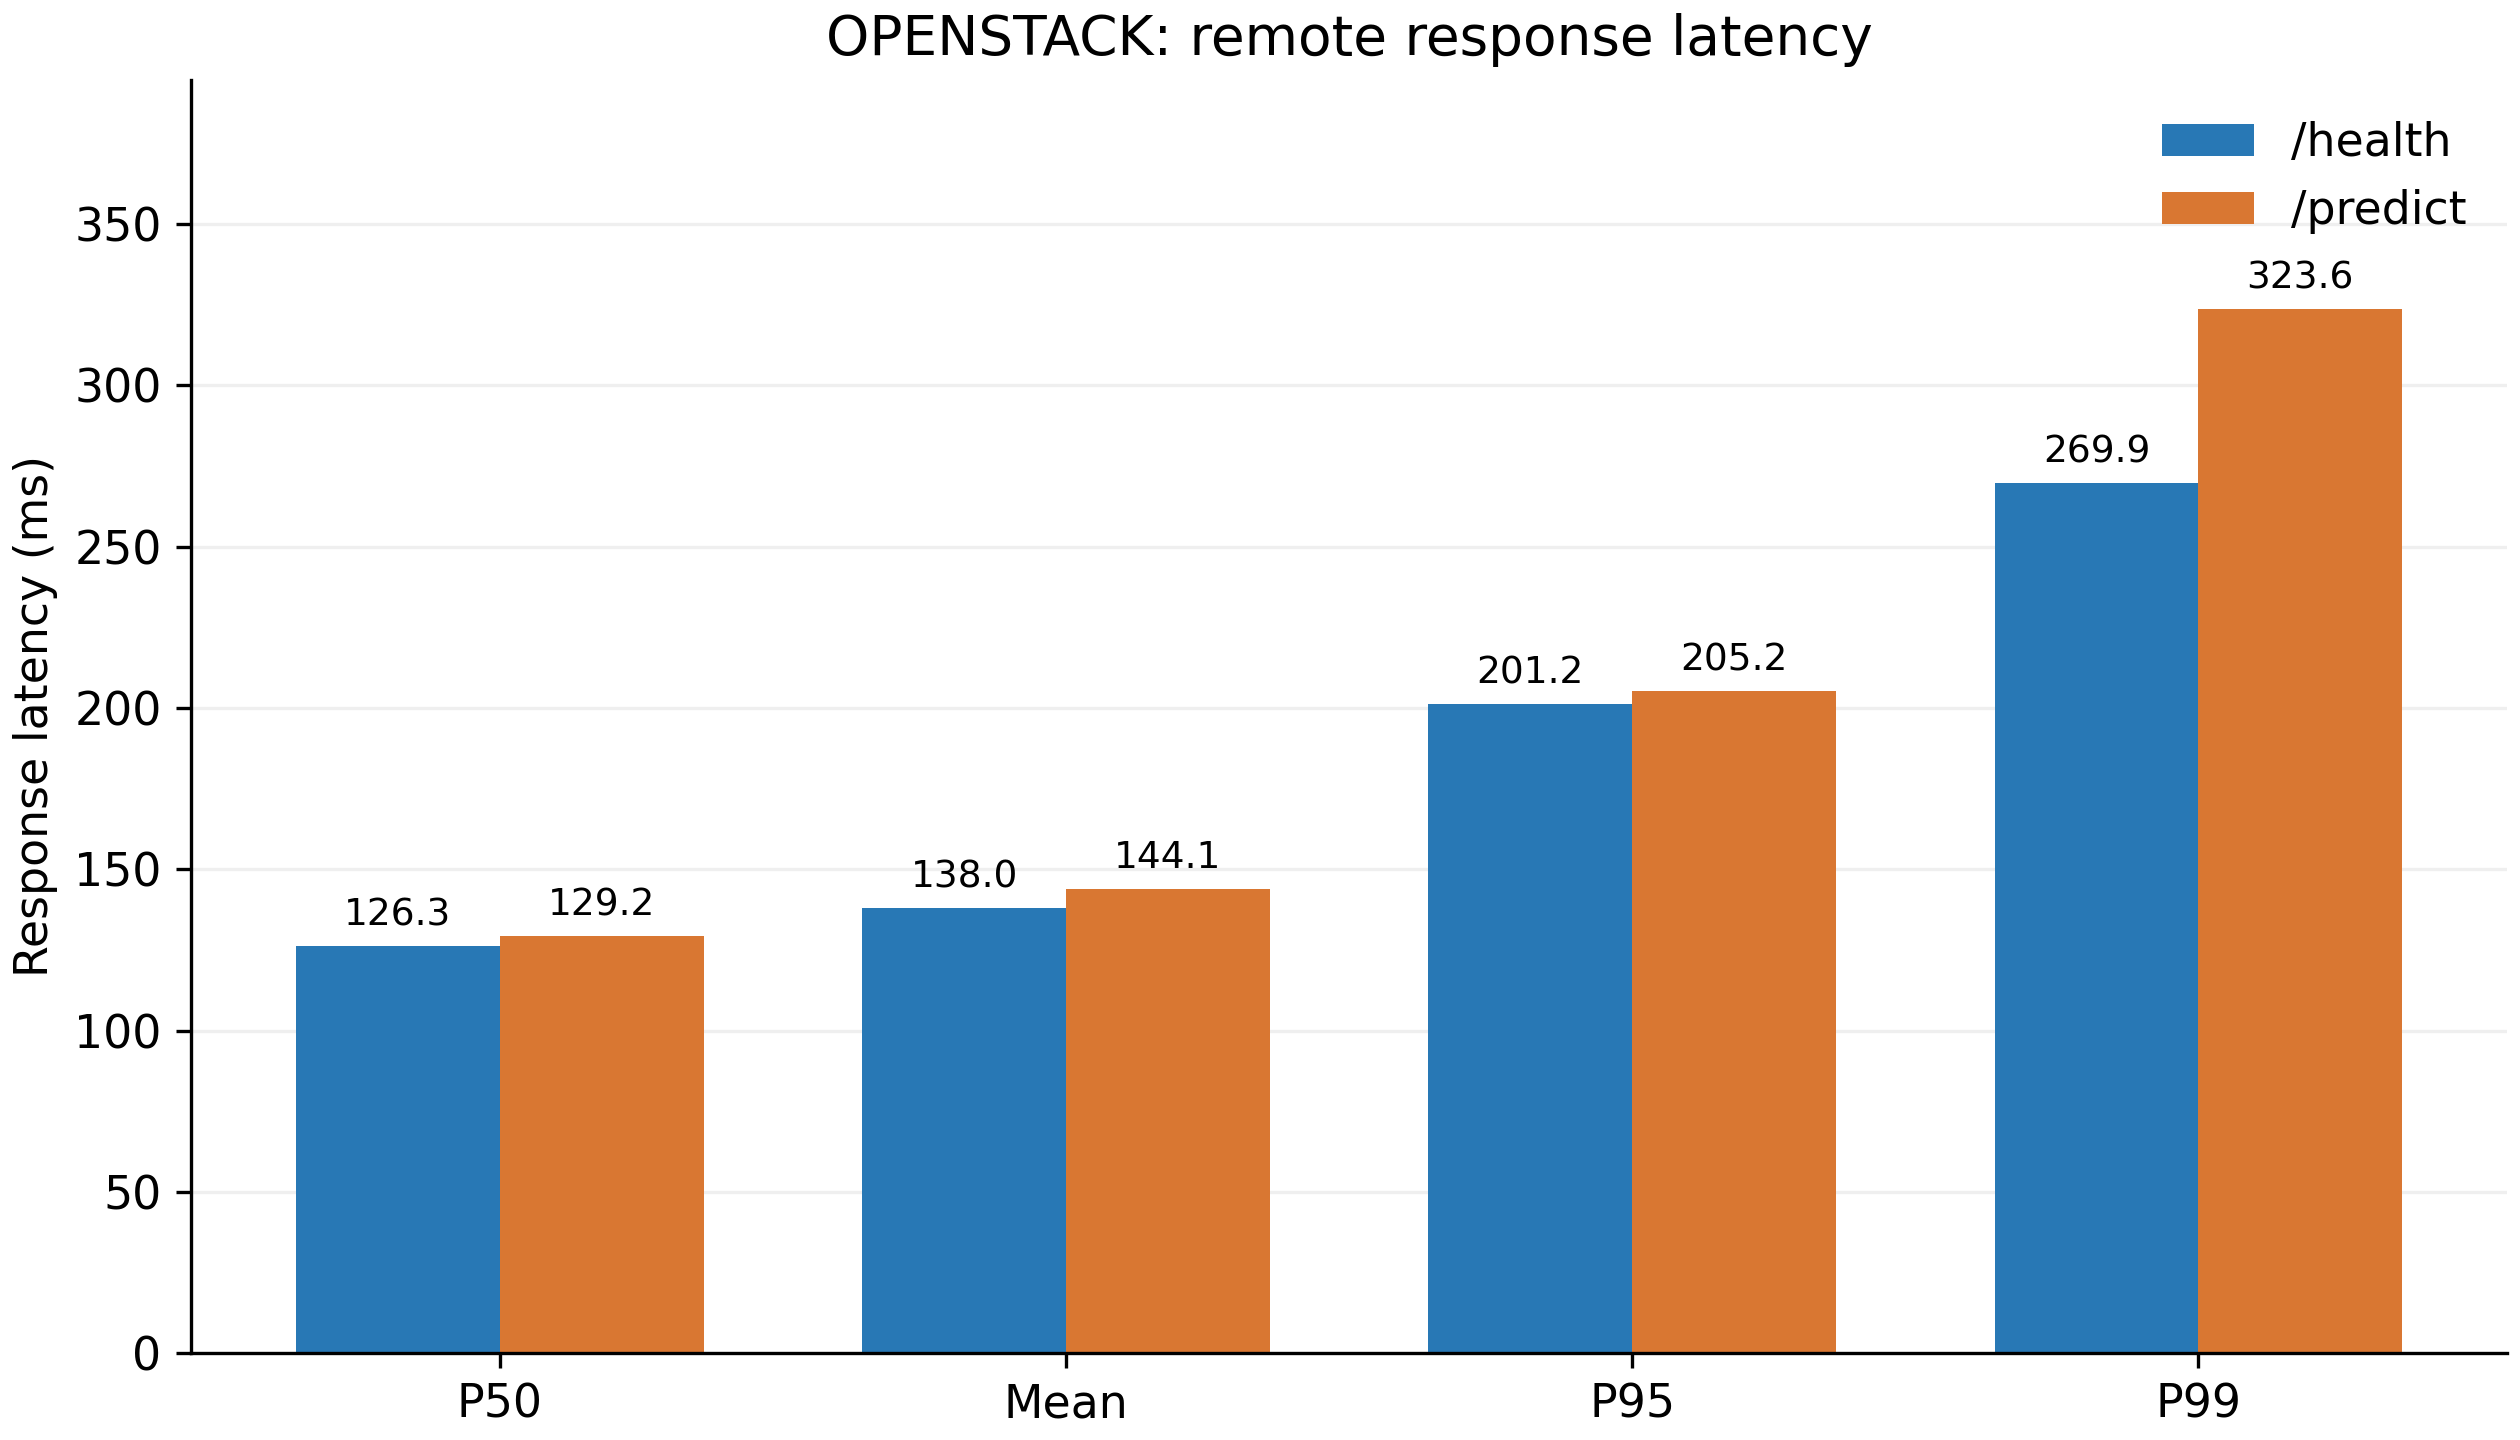 OPENSTACK: remote response latency
/health
/predict
Response latency (ms)
350
300
250
200
150
100
50
0
126.3
129.2
138.0
144.1
201.2
205.2
269.9
323.6
P50
Mean
P95
P99